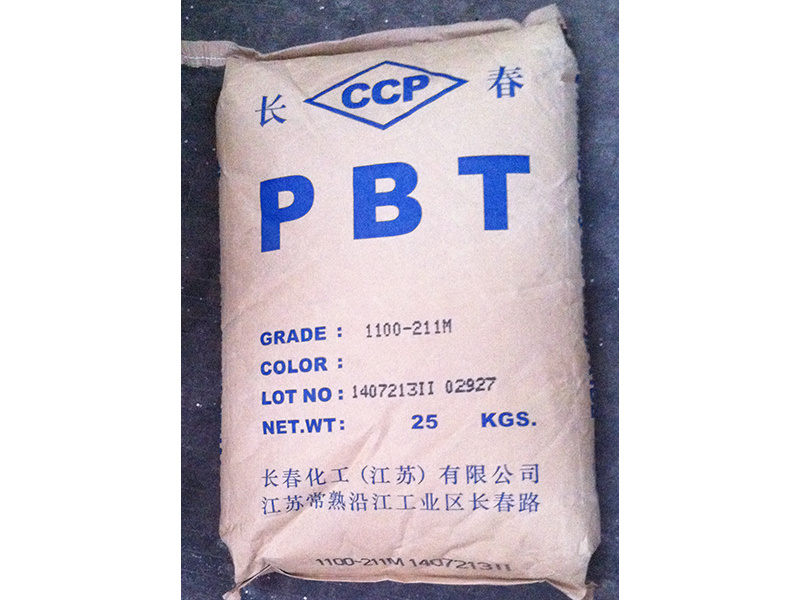 长 CCP 春
PBT
GRADE : 1100-211M
COLOR :
LOT NO : 1407213II 02927
NET.WT: 25 KGS.
长春化工(江苏)有限公司
江苏常熟沿江工业区长春路
1100-211M 1407213II